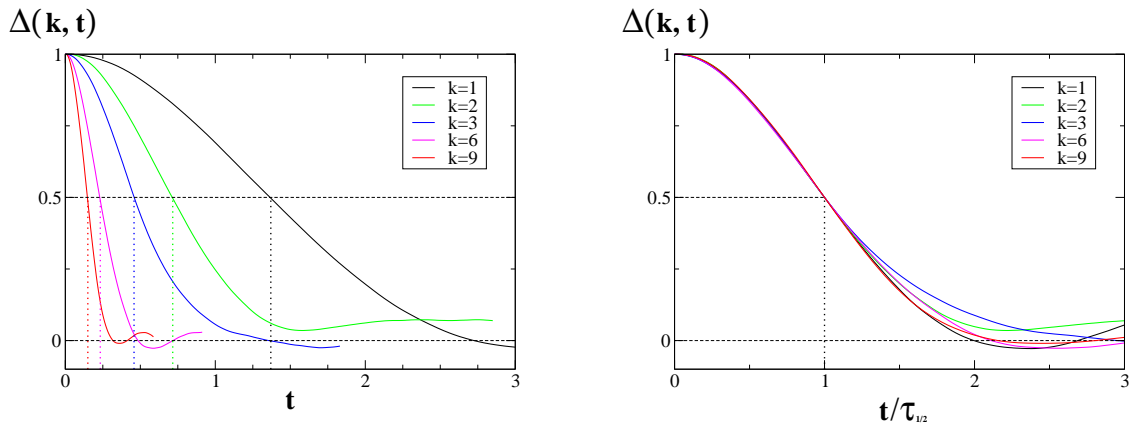 Δ(k, t)
1
0.5
0
0
1
2
3
t
k=1
k=2
k=3
k=6
k=9
Δ(k, t)
1
0.5
0
0
1
2
3
t/τ1/2
k=1
k=2
k=3
k=6
k=9